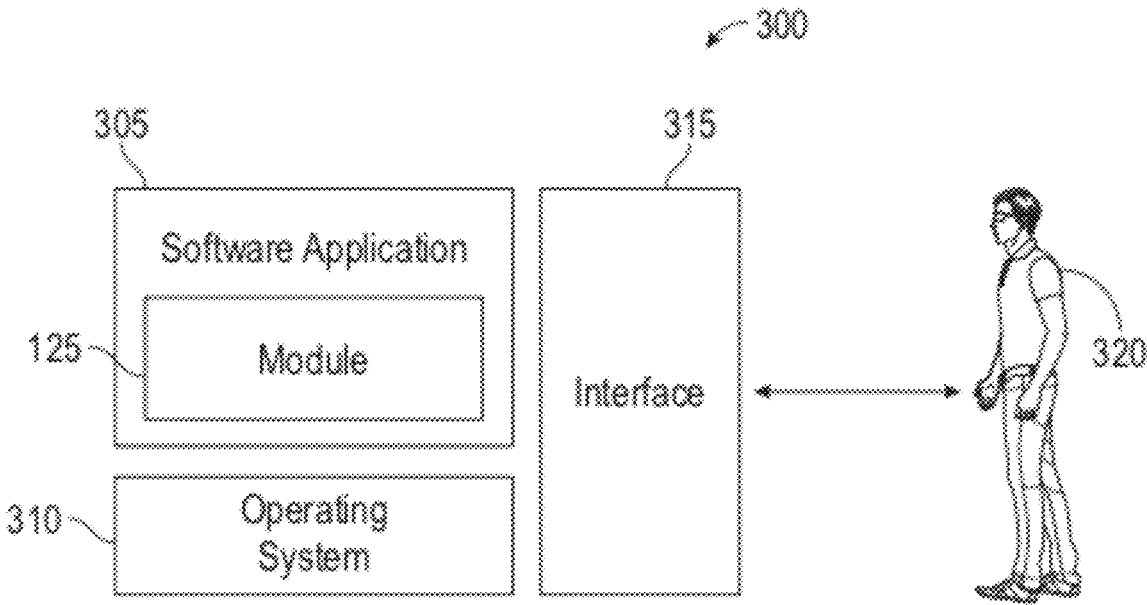 300
305
315
Software Application
125
Module
320
Interface
310
Operating
System